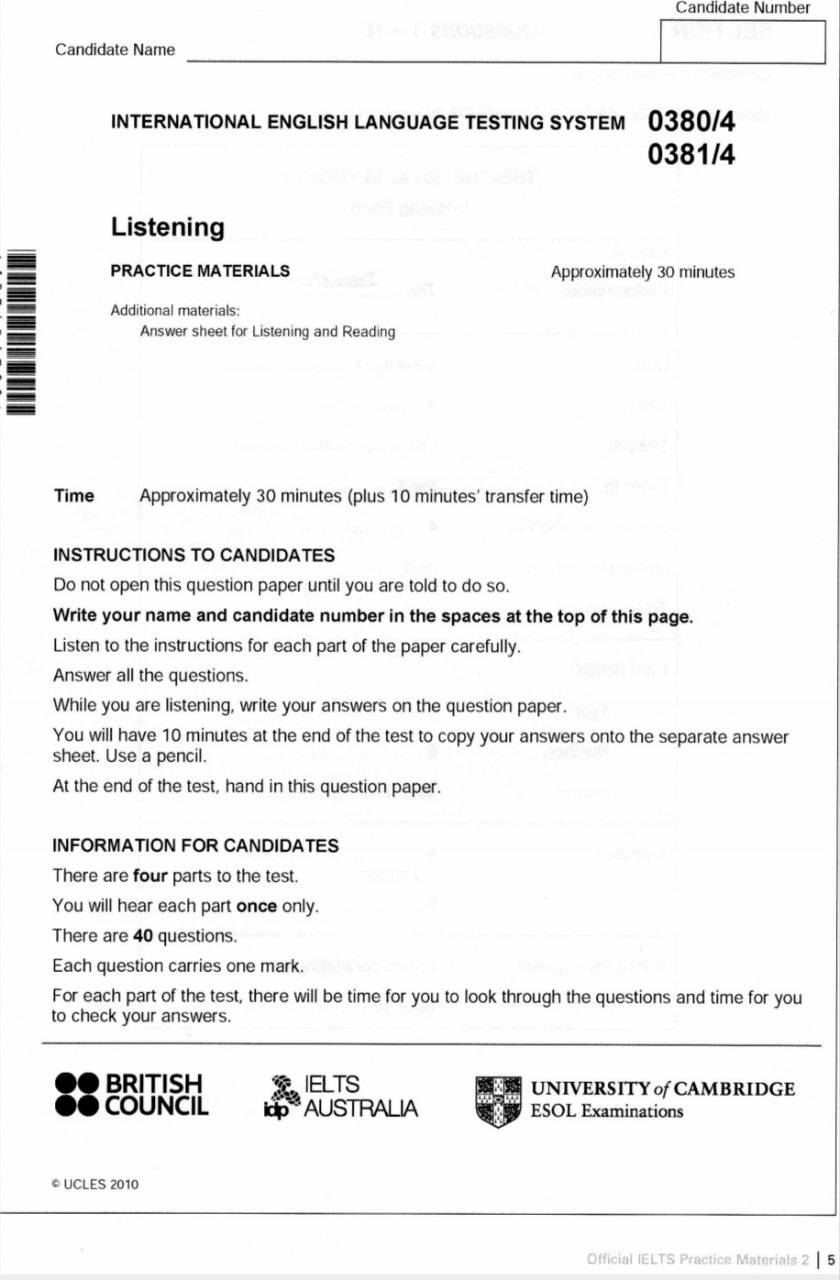 Candidate Number
Candidate Name
INTERNATIONAL ENGLISH LANGUAGE TESTING SYSTEM 0380/4
0381/4
Listening
PRACTICE MATERIALS Approximately 30 minutes
Additional materials:
Answer sheet for Listening and Reading
Time Approximately 30 minutes (plus 10 minutes' transfer time)
INSTRUCTIONS TO CANDIDATES
Do not open this question paper until you are told to do so.
Write your name and candidate number in the spaces at the top of this page.
Listen to the instructions for each part of the paper carefully.
Answer all the questions.
While you are listening, write your answers on the question paper.
You will have 10 minutes at the end of the test to copy your answers onto the separate answer
sheet. Use a pencil.
At the end of the test, hand in this question paper.
INFORMATION FOR CANDIDATES
There are four parts to the test.
You will hear each part once only.
There are 40 questions.
Each question carries one mark.
For each part of the test, there will be time for you to look through the questions and time for you
to check your answers.
BRITISH
COUNCIL
idp IELTS
AUSTRALIA
UNIVERSITY of CAMBRIDGE
ESOL Examinations
© UCLES 2010
Official IELTS Practice Materials 2 | 5